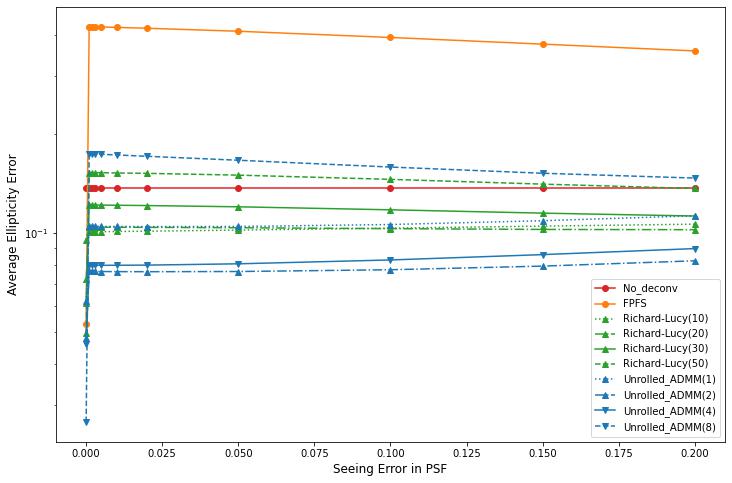 Average Ellipticity Error
10⁻¹
No_deconv
FPFS
Richard-Lucy(10)
Richard-Lucy(20)
Richard-Lucy(30)
Richard-Lucy(50)
Unrolled_ADMM(1)
Unrolled_ADMM(2)
Unrolled_ADMM(4)
Unrolled_ADMM(8)
0.000 0.025 0.050 0.075 0.100 0.125 0.150 0.175 0.200
Seeing Error in PSF